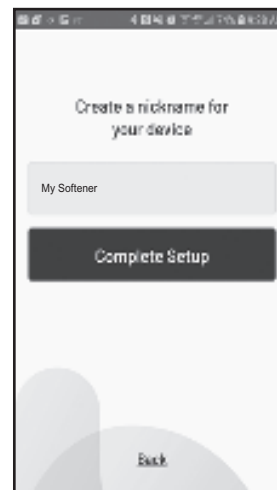 Create a nickname for
your device
My Softener
Complete Setup
Back